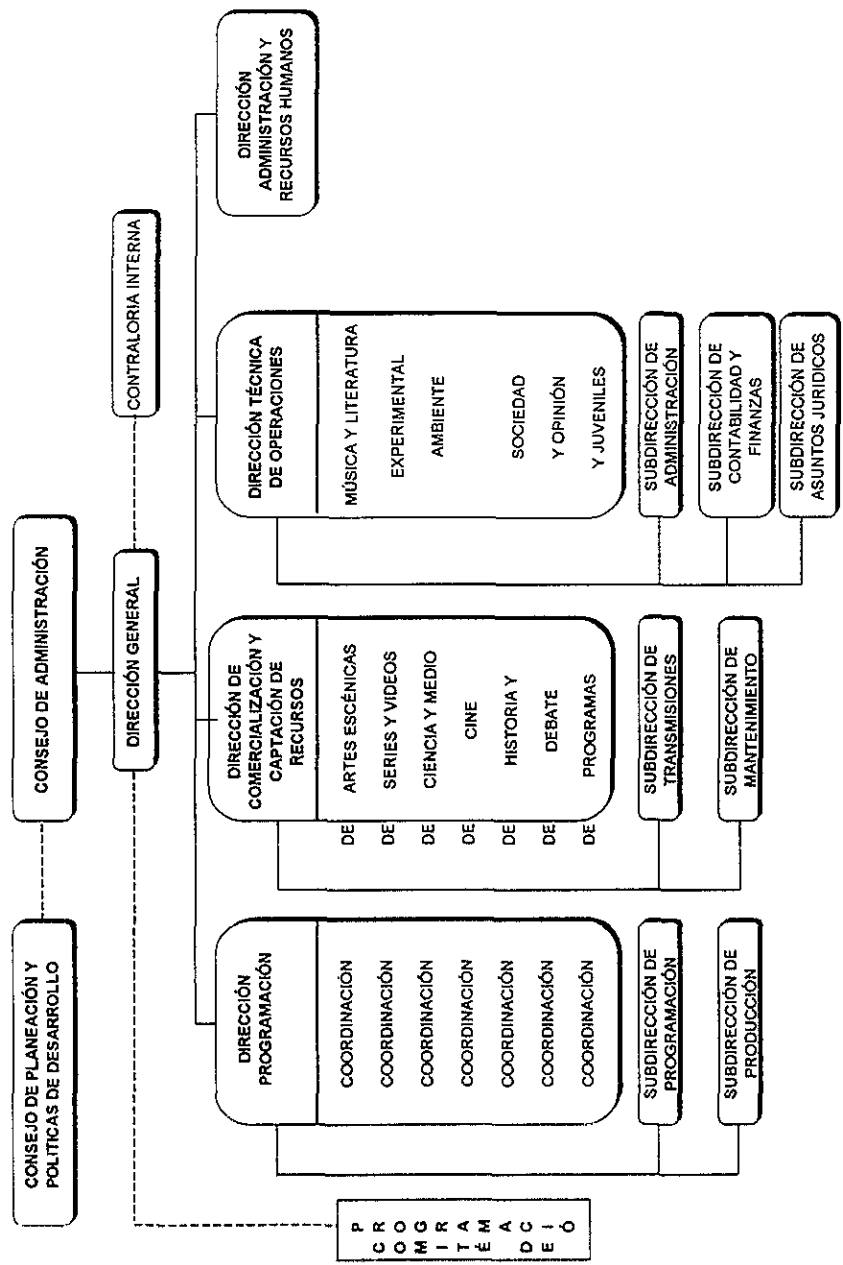 CONSEJO DE PLANEACIÓN Y
POLITICAS DE DESARROLLO
CONSEJO DE ADMINISTRACIÓN
DIRECCIÓN GENERAL
CONTRALORIA INTERNA
P
C R
O O
M G
I R
T A
É M
A
D C
E I
Ó
DIRECCIÓN
PROGRAMACIÓN
DIRECCIÓN DE
COMERCIALIZACIÓN Y
CAPTACIÓN DE
RECURSOS
DIRECCIÓN TÉCNICA
DE OPERACIONES
DIRECCIÓN
ADMINISTRACIÓN Y
RECURSOS HUMANOS
COORDINACIÓN DE ARTES ESCÉNICAS MÚSICA Y LITERATURA
COORDINACIÓN DE SERIES Y VIDEOS EXPERIMENTAL
COORDINACIÓN DE CIENCIA Y MEDIO AMBIENTE
COORDINACIÓN DE CINE
COORDINACIÓN DE HISTORIA Y SOCIEDAD
COORDINACIÓN DE DEBATE Y OPINIÓN
COORDINACIÓN DE PROGRAMAS Y JUVENILES
SUBDIRECCIÓN DE
PROGRAMACIÓN
SUBDIRECCIÓN DE
TRANSMISIONES
SUBDIRECCIÓN DE
ADMINISTRACIÓN
SUBDIRECCIÓN DE
PRODUCCIÓN
SUBDIRECCIÓN DE
MANTENIMIENTO
SUBDIRECCIÓN DE
CONTABILIDAD Y
FINANZAS
SUBDIRECCIÓN DE
ASUNTOS JURIDICOS